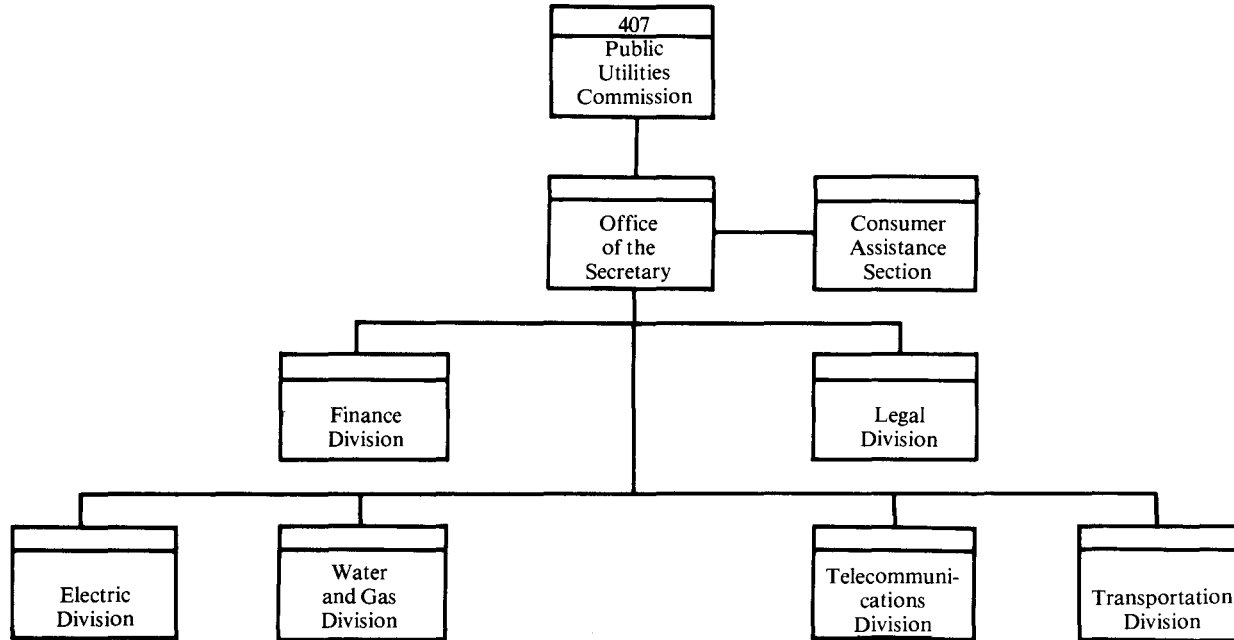 407
Public
Utilities
Commission
Office
of the
Secretary
Consumer
Assistance
Section
Finance
Division
Legal
Division
Electric
Division
Water
and Gas
Division
Telecommuni-
cations
Division
Transportation
Division